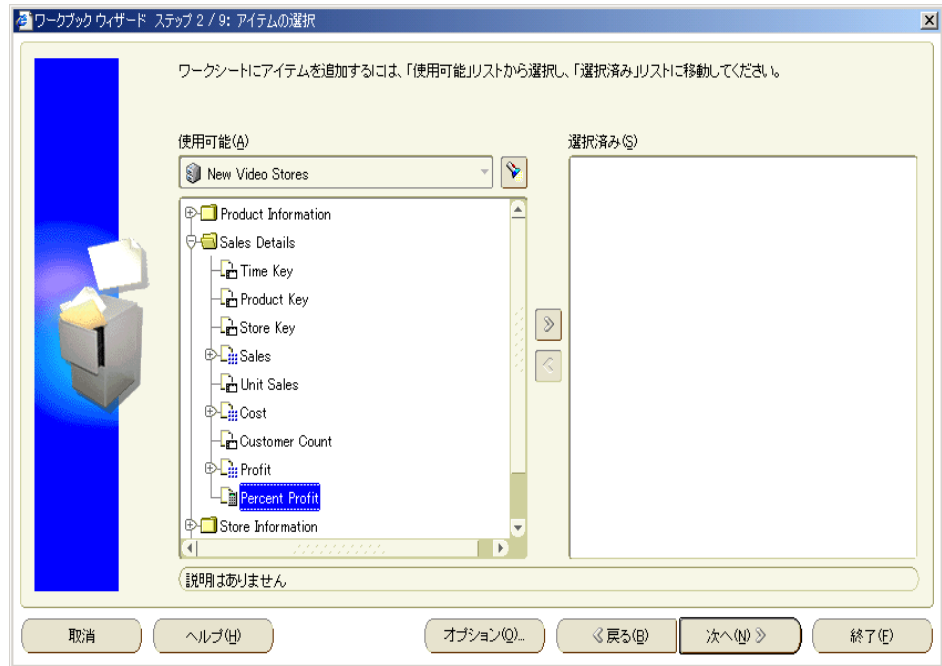 ワークブック ウィザード ステップ 2 / 9: アイテムの選択
ワークシートにアイテムを追加するには、「使用可能」リストから選択し、「選択済み」リストに移動してください。
使用可能(A)
選択済み(S)
New Video Stores
Product Information
Sales Details
Time Key
Product Key
Store Key
Sales
Unit Sales
Cost
Customer Count
Profit
Percent Profit
Store Information
説明はありません
取消
ヘルプ(H)
オプション(O)...
戻る(B)
次へ(N)
終了(F)